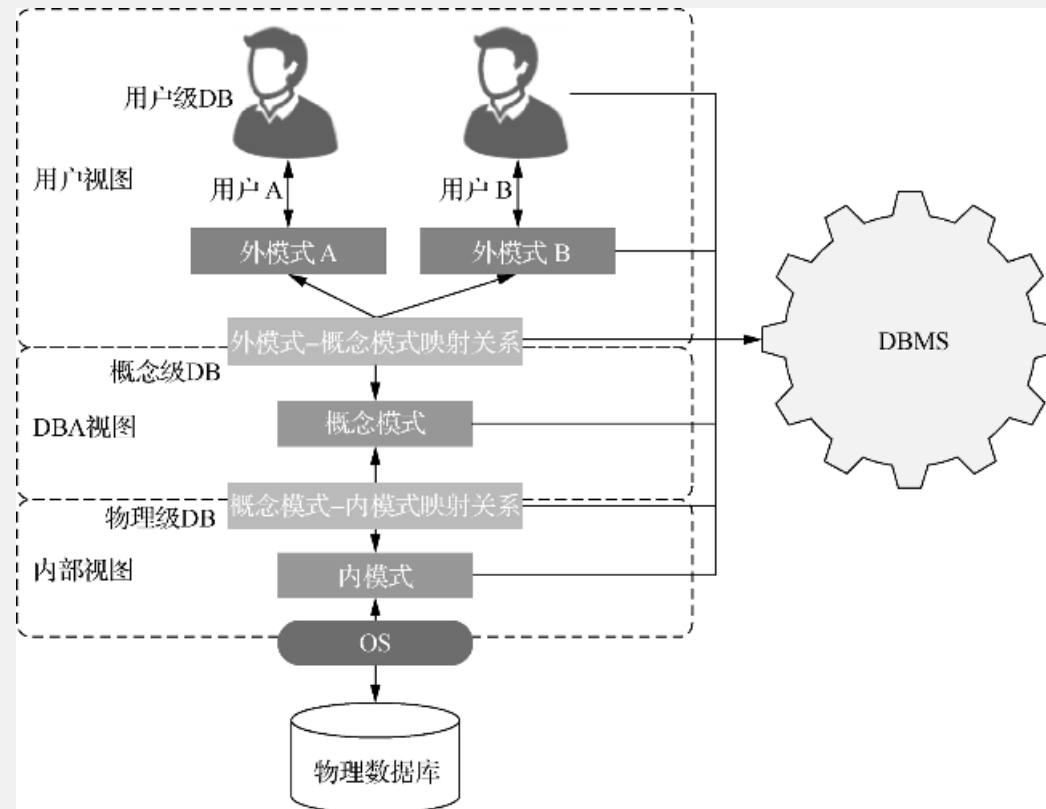 用户级DB
用户视图
用户 A
用户 B
外模式 A
外模式 B
外模式-概念模式映射关系
DBMS
概念级DB
概念模式
DBA视图
概念模式-内模式映射关系
物理级DB
内部视图
内模式
OS
物理数据库